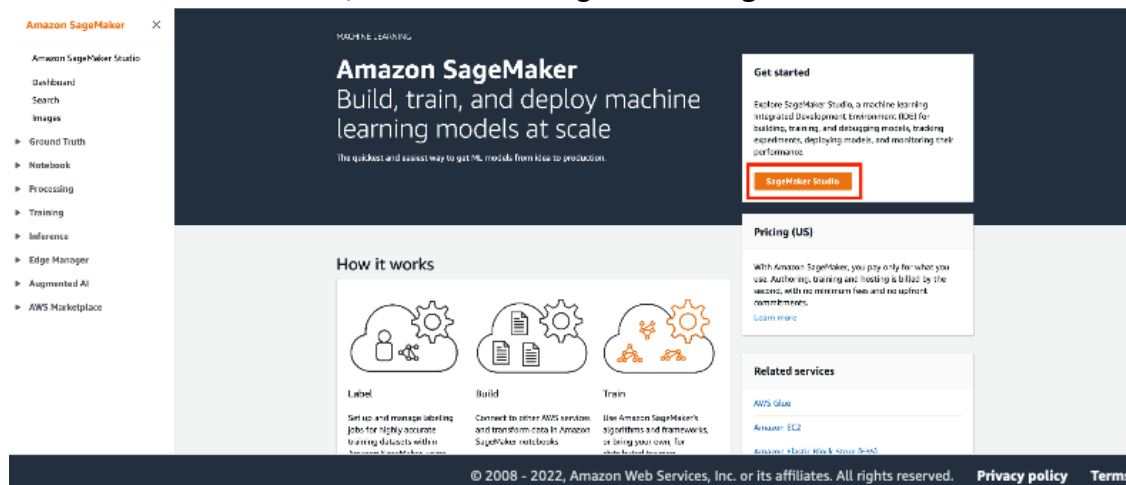 Amazon SageMaker
Amazon SageMaker Studio
Dashboard
Search
Images
Ground Truth
Notebook
Processing
Training
Inference
Edge Manager
Augmented AI
AWS Marketplace
MACHINE LEARNING
Amazon SageMaker
Build, train, and deploy machine
learning models at scale
The quickest and easiest way to get ML models from idea to production.
Get started
Explore SageMaker Studio, a machine learning
Integrated Development Environment (IDE) for
building, training, and debugging models, tracking
experiments, deploying models, and monitoring their
performance.
SageMaker Studio
Pricing (US)
With Amazon SageMaker, you pay only for what you
use. Authoring, training and hosting is billed by the
second, with no minimum fees and no upfront
commitments.
Learn more
How it works
Label
Set up and manage labeling
jobs for highly accurate
training datasets within
Build
Connect to other AWS services
and transform data in Amazon
SageMaker notebooks
Train
Use Amazon SageMaker's
algorithms and frameworks,
or bring your own, for
Related services
AWS Glue
Amazon EC2
Amazon Elastic Block Store (EBS)
© 2008 - 2022, Amazon Web Services, Inc. or its affiliates. All rights reserved.
Privacy policy
Terms